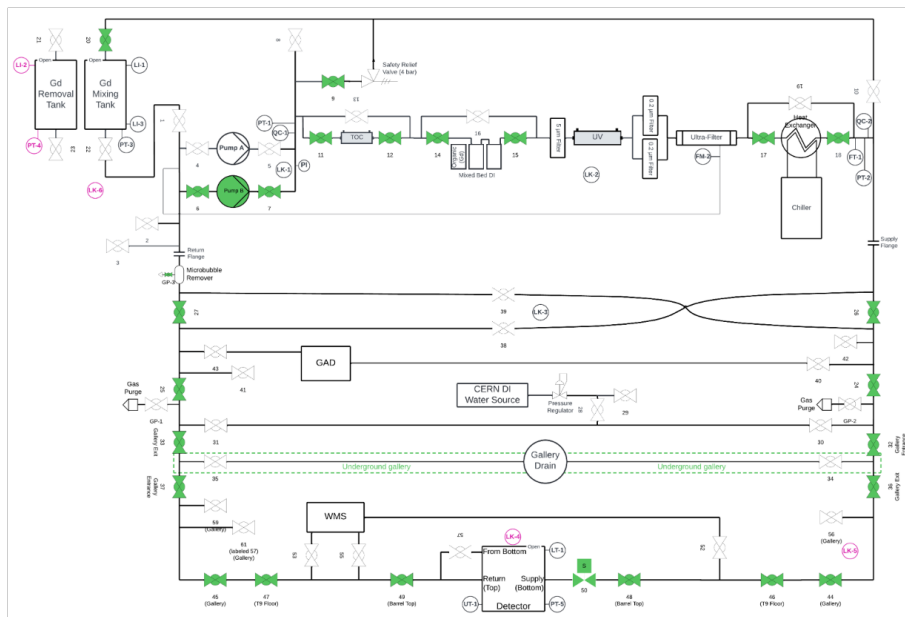 21
20
8
Open
Open
LI-2
LI-1
Gd
Removal
Tank
Gd
Mixing
Tank
LI-3
PT-4
PT-3
22
LK-6
1
Safety Relief
Valve (4 bar)
9
13
10
PT-1
QC-1
QC-2
16
19
Pump A
4
5
LK-1
PI
11
TOC
12
14
15
Mixed Bed DI
5 µm Filter
UV
LK-2
0.2 µm Filter
0.2 µm Filter
Ultra-Filter
FM-2
17
Heat
Exchanger
18
FT-1
PT-2
Chiller
Pump B
6
7
2
3
Return
Flange
Supply
Flange
Microbubble
Remover
GP-3
27
39
LK-3
26
38
43
GAD
42
41
40
25
24
Gas
Purge
GP-1
CERN DI
Water Source
Pressure
Regulator
28
29
Gas
Purge
GP-2
31
30
33
Gallery Exit
32
Gallery
Entrance
Underground gallery
Gallery
Drain
Underground gallery
35
34
37
Gallery
Entrance
36
Gallery Exit
59
(Gallery)
61
(labeled 57)
(Gallery)
WMS
53
55
57
LK-4
From Bottom
Open
LT-1
52
56
(Gallery)
LK-5
Return
(Top)
Supply
(Bottom)
Detector
UT-1
PT-5
50
45
(Gallery)
47
(T9 Floor)
49
(Barrel Top)
48
(Barrel Top)
46
(T9 Floor)
44
(Gallery)